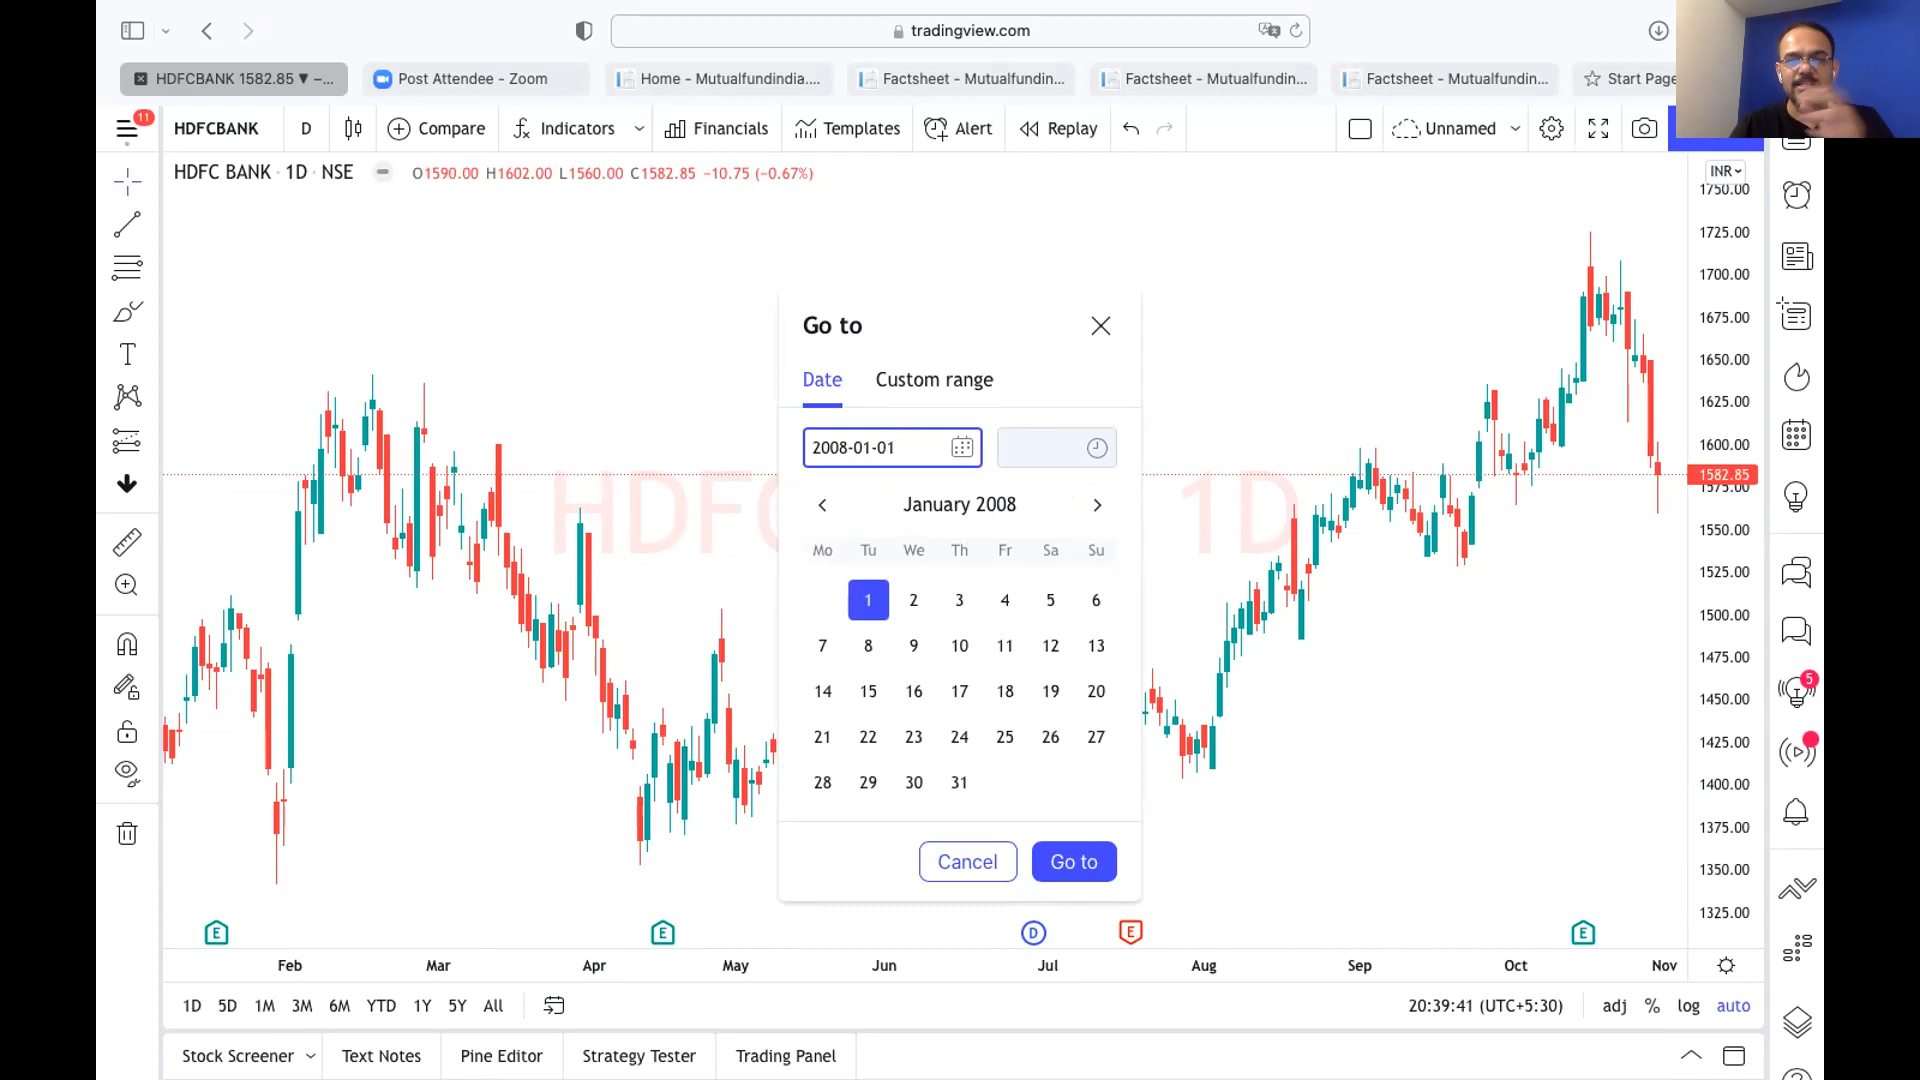 tradingview.com
HDFCBANK 1582.85 ▼ –...
Post Attendee - Zoom
Home - Mutualfundindia....
Factsheet - Mutualfundin...
Factsheet - Mutualfundin...
Factsheet - Mutualfundin...
Start Page
11
HDFCBANK
D
Compare
Indicators
Financials
Templates
Alert
Replay
Unnamed
HDFC BANK · 1D · NSE
O1590.00 H1602.00 L1560.00 C1582.85 −10.75 (−0.67%)
INR
1750.00
1725.00
1700.00
1675.00
1650.00
1625.00
1600.00
1582.85
1575.00
1550.00
1525.00
1500.00
1475.00
1450.00
1425.00
1400.00
1375.00
1350.00
1325.00
HDFC
1D
Go to
Date
Custom range
2008-01-01
January 2008
Mo Tu We Th Fr Sa Su
1 2 3 4 5 6
7 8 9 10 11 12 13
14 15 16 17 18 19 20
21 22 23 24 25 26 27
28 29 30 31
Cancel
Go to
5
E E D E E
Feb Mar Apr May Jun Jul Aug Sep Oct Nov
1D 5D 1M 3M 6M YTD 1Y 5Y All
20:39:41 (UTC+5:30)
adj % log auto
Stock Screener
Text Notes
Pine Editor
Strategy Tester
Trading Panel